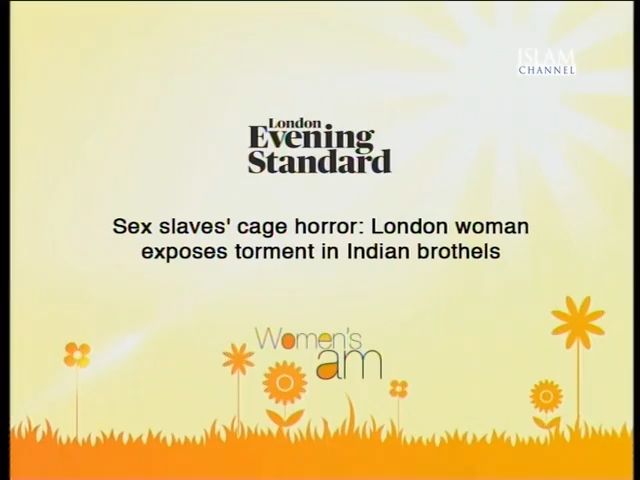 ISLAM
CHANNEL
London
Evening
Standard
Sex slaves' cage horror: London woman
exposes torment in Indian brothels
Women's
am